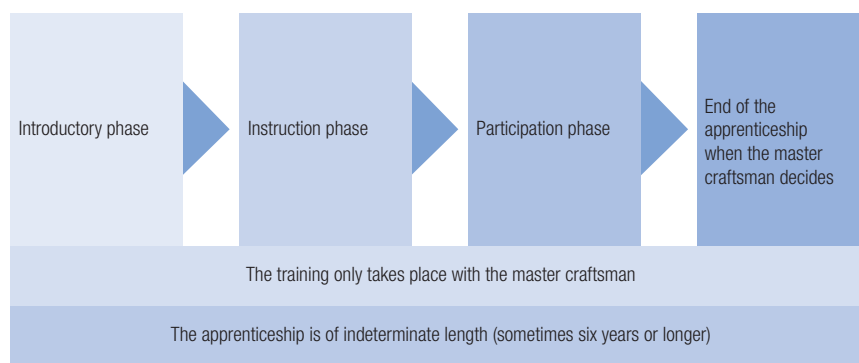 Introductory phase
Instruction phase
Participation phase
End of the
apprenticeship
when the master
craftsman decides
The training only takes place with the master craftsman
The apprenticeship is of indeterminate length (sometimes six years or longer)